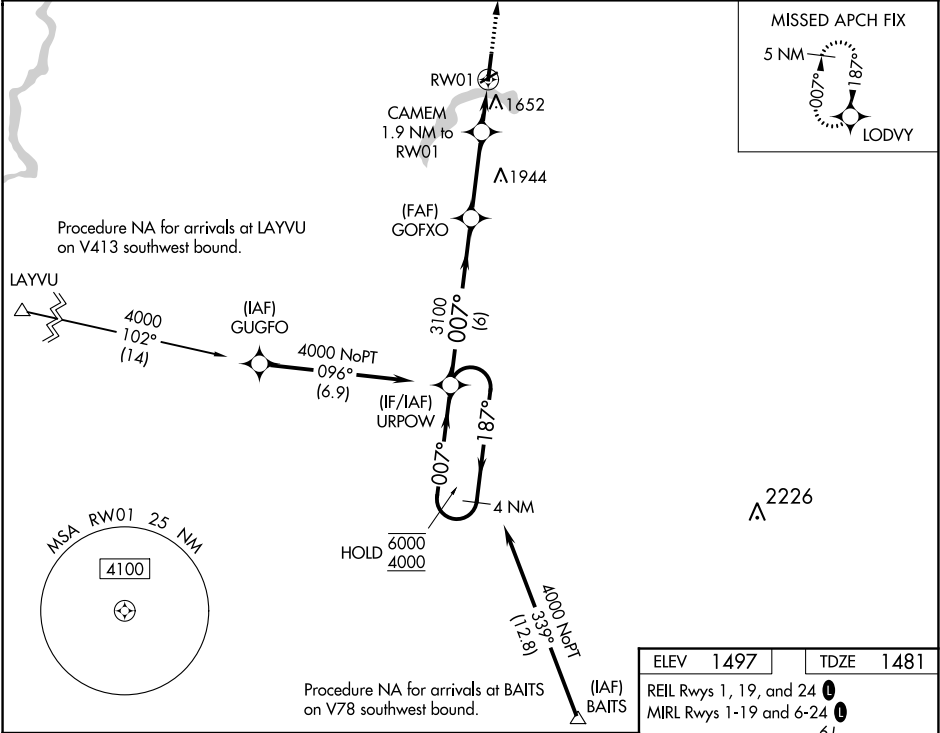 MISSED APCH FIX
5 NM
007°
187°
LODVY
RW01
1652
CAMEM
1.9 NM to
RW01
1944
(FAF)
GOFXO
Procedure NA for arrivals at LAYVU
on V413 southwest bound.
LAYVU
4000
102°
(14)
(IAF)
GUGFO
4000 NoPT
096°
(6.9)
3100
007°
(6)
(IF/IAF)
URPOW
007°
187°
4 NM
HOLD 6000
4000
2226
MSA RW01 25 NM
4100
4000 NoPT
339°
(12.8)
(IAF)
BAITS
Procedure NA for arrivals at BAITS
on V78 southwest bound.
ELEV 1497
TDZE 1481
REIL Rwys 1, 19, and 24 L
MIRL Rwys 1-19 and 6-24 L